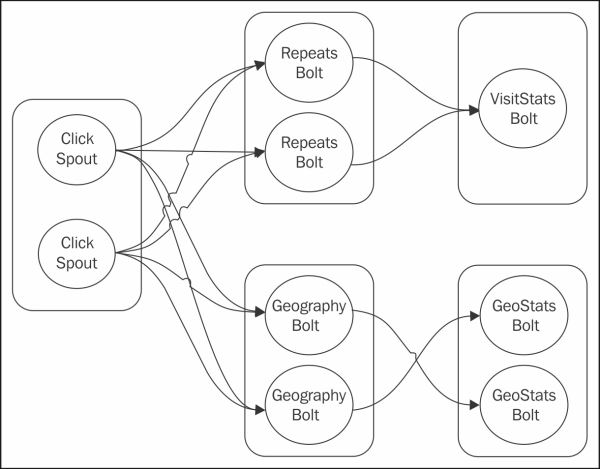 Click
Spout
Click
Spout
Repeats
Bolt
Repeats
Bolt
Geography
Bolt
Geography
Bolt
VisitStats
Bolt
GeoStats
Bolt
GeoStats
Bolt